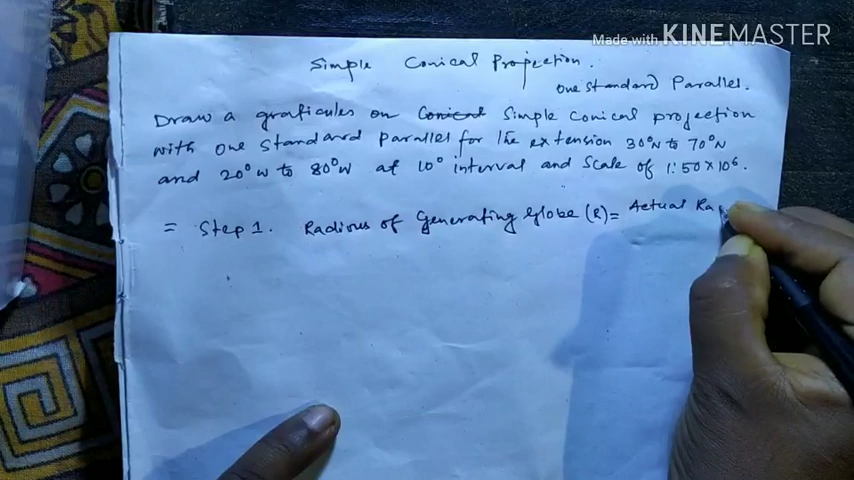 Made with KINEMASTER
Simple Conical Projection.
One Standard Parallel.
Draw a graticules on Conical Simple Conical projection
with one Standard Parallel for the extension 30°N to 70°N
and 20°W to 80°W at 10° interval and Scale of 1:50×10⁶.
= Step 1. Radious of Generating Globe (R)= Actual Ra